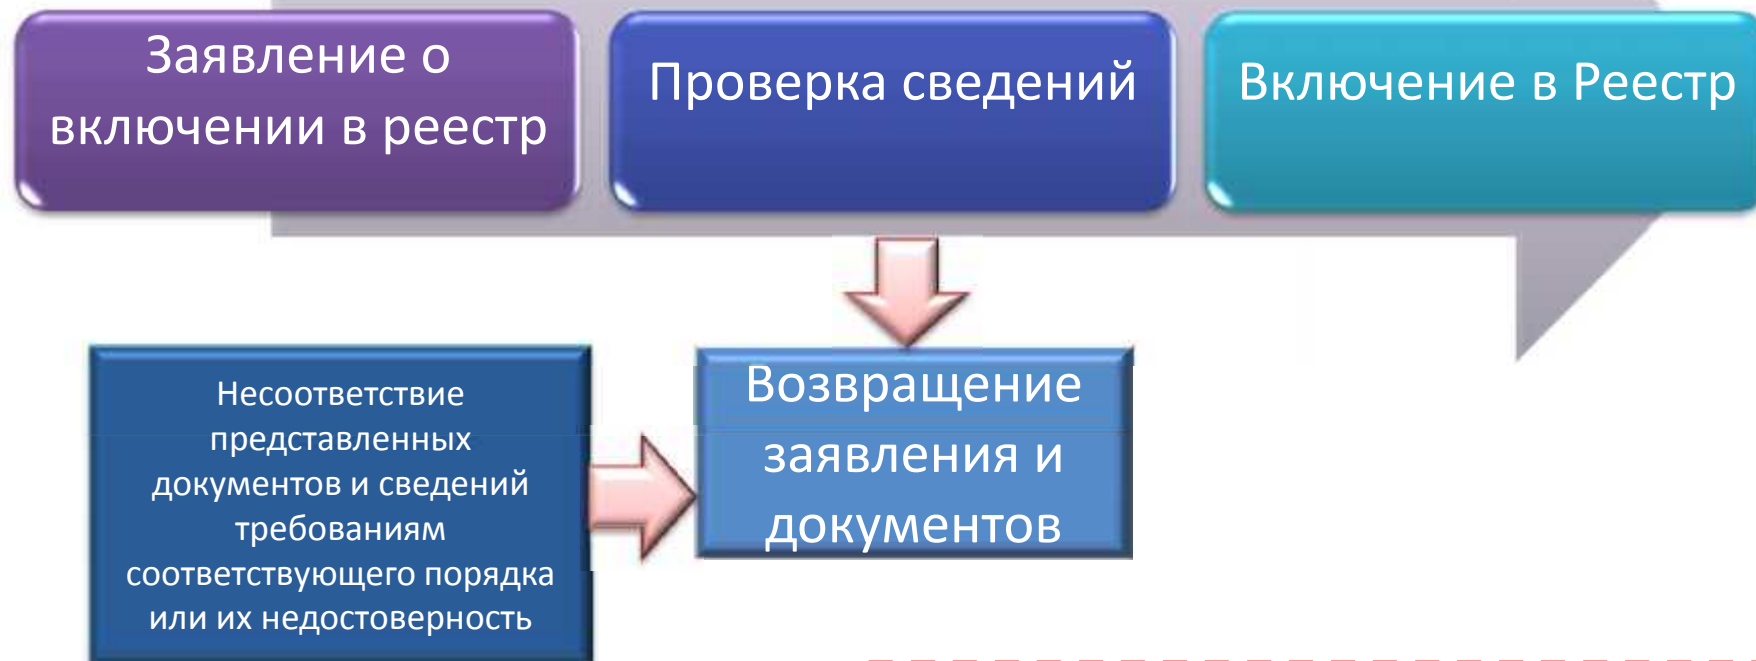 Заявление о
включении в реестр
Проверка сведений
Включение в Реестр
Несоответствие
представленных
документов и сведений
требованиям
соответствующего порядка
или их недостоверность
Возвращение
заявления и
документов